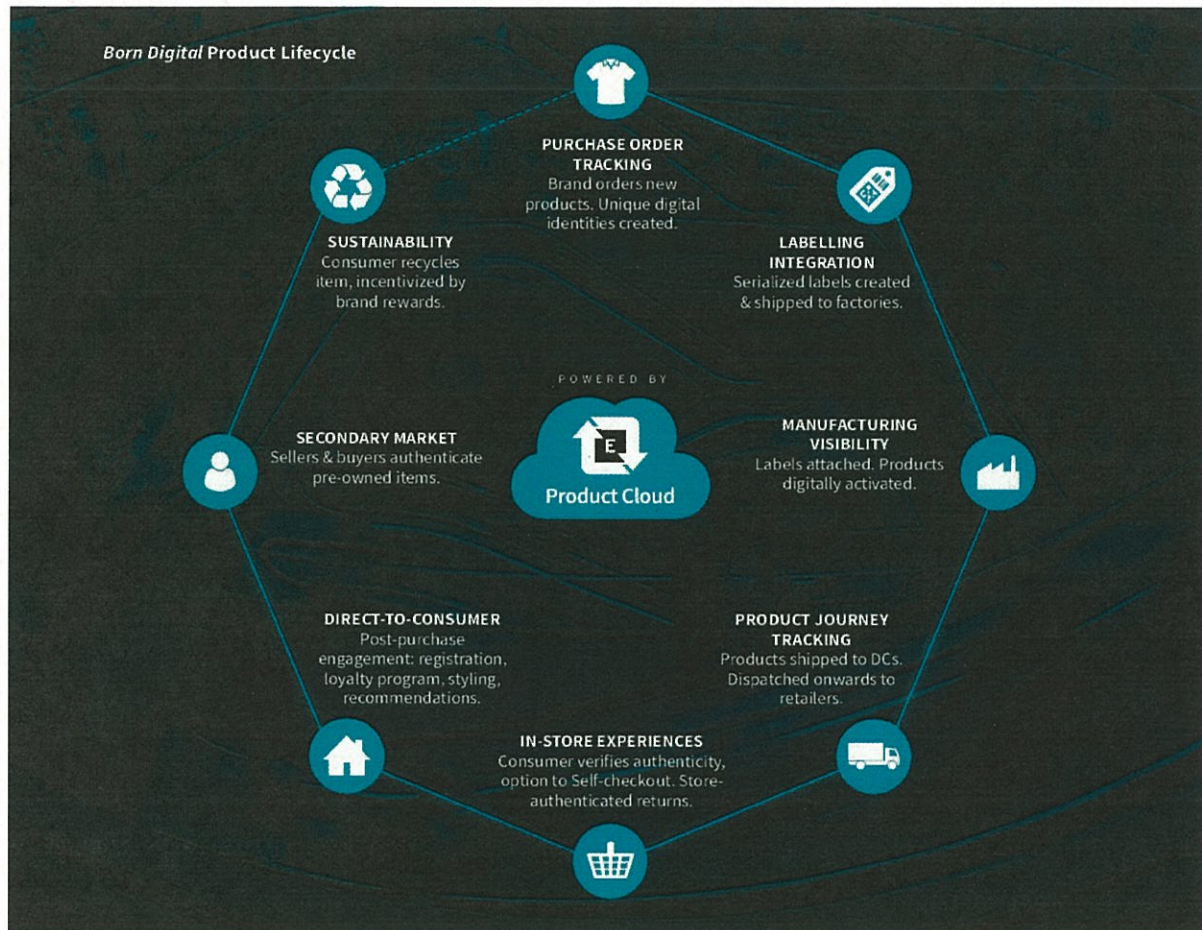 Born Digital Product Lifecycle
PURCHASE ORDER
TRACKING
Brand orders new
products. Unique digital
identities created.
LABELLING
INTEGRATION
Serialized labels created
& shipped to factories.
MANUFACTURING
VISIBILITY
Labels attached. Products
digitally activated.
PRODUCT JOURNEY
TRACKING
Products shipped to DCs.
Dispatched onwards to
retailers.
IN-STORE EXPERIENCES
Consumer verifies authenticity,
option to Self-checkout. Store-
authenticated returns.
DIRECT-TO-CONSUMER
Post-purchase
engagement: registration,
loyalty program, styling,
recommendations.
SECONDARY MARKET
Sellers & buyers authenticate
pre-owned items.
SUSTAINABILITY
Consumer recycles
item, incentivized by
brand rewards.
POWERED BY
E
Product Cloud